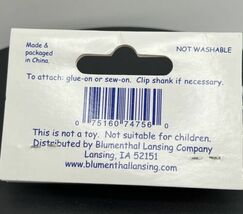 Made &
packaged
in China.
NOT WASHABLE
To attach: glue-on or sew-on. Clip shank if necessary.
0 75160 74756 0
This is not a toy. Not suitable for children.
Distributed by Blumenthal Lansing Company
Lansing, IA 52151
www.blumenthallansing.com